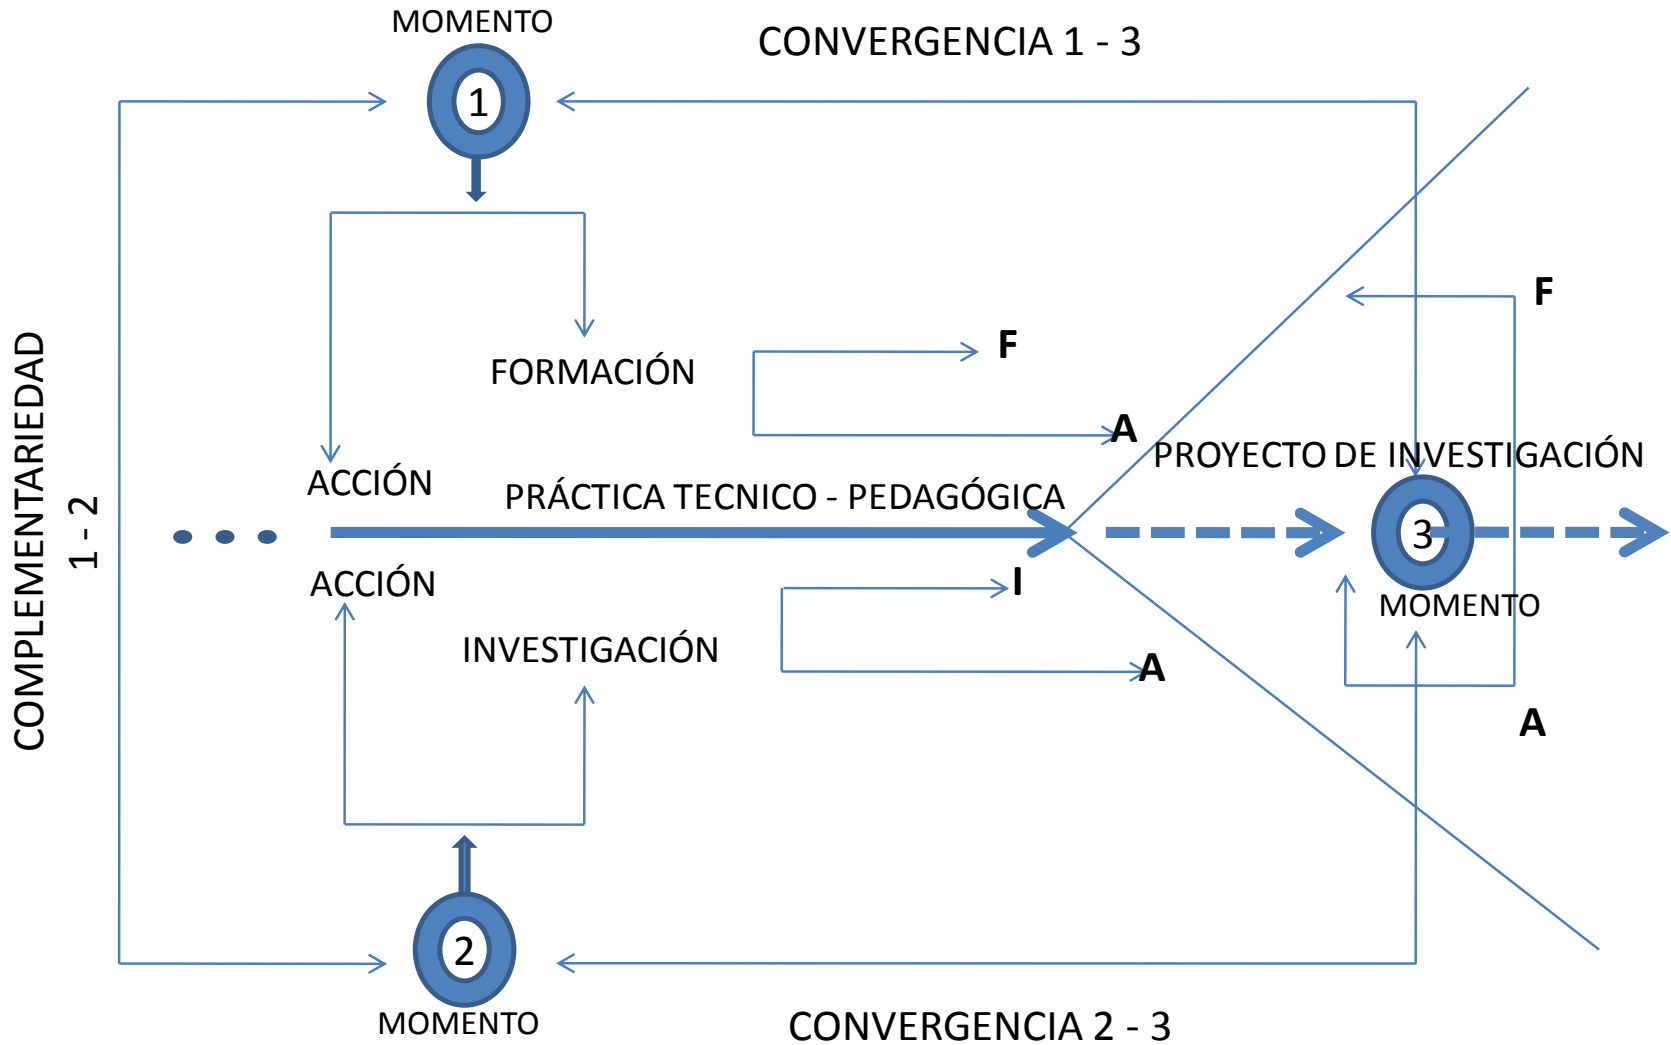 MOMENTO
1
CONVERGENCIA 1 - 3
COMPLEMENTARIEDAD
1 - 2
FORMACIÓN
F
A
F
ACCIÓN
PRÁCTICA TECNICO - PEDAGÓGICA
PROYECTO DE INVESTIGACIÓN
3
MOMENTO
ACCIÓN
I
INVESTIGACIÓN
A
A
2
MOMENTO
CONVERGENCIA 2 - 3